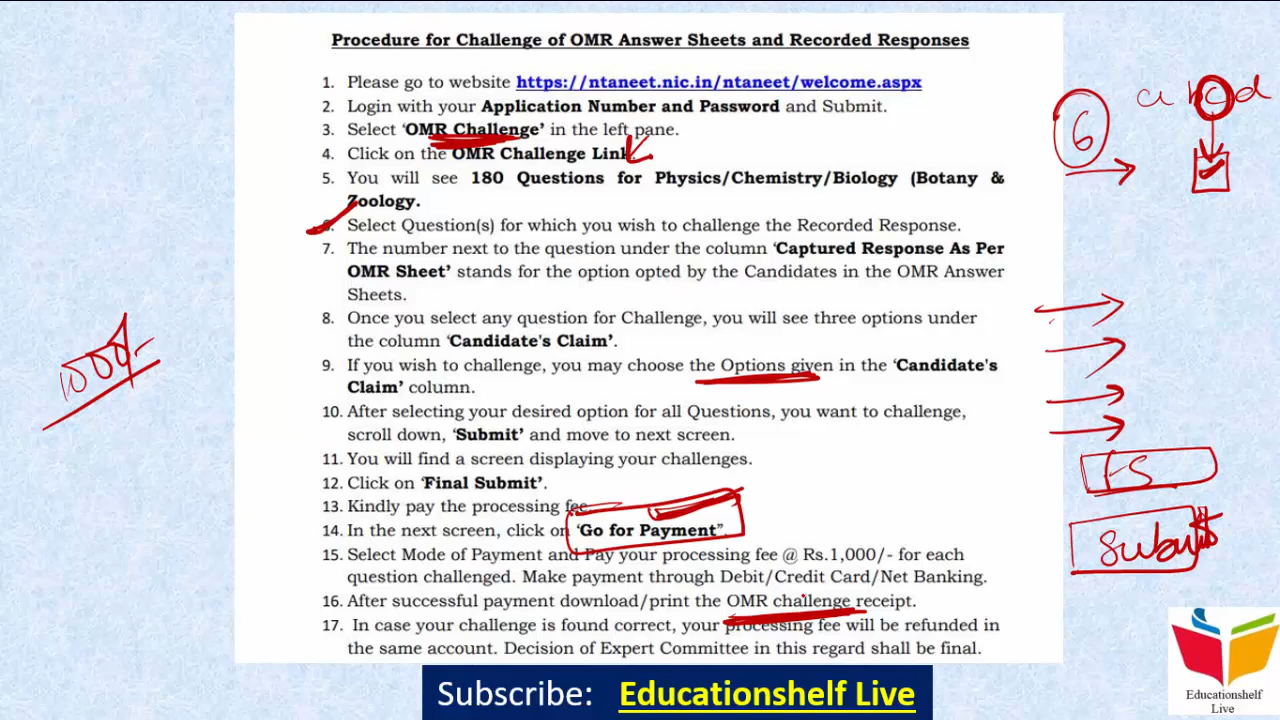 Procedure for Challenge of OMR Answer Sheets and Recorded Responses
1. Please go to website https://ntaneet.nic.in/ntaneet/welcome.aspx
2. Login with your Application Number and Password and Submit.
3. Select 'OMR Challenge' in the left pane.
4. Click on the OMR Challenge Link.
5. You will see 180 Questions for Physics/Chemistry/Biology (Botany &
Zoology.
6. Select Question(s) for which you wish to challenge the Recorded Response.
7. The number next to the question under the column 'Captured Response As Per
OMR Sheet' stands for the option opted by the Candidates in the OMR Answer
Sheets.
8. Once you select any question for Challenge, you will see three options under
the column 'Candidate's Claim'.
9. If you wish to challenge, you may choose the Options given in the 'Candidate's
Claim' column.
10. After selecting your desired option for all Questions, you want to challenge,
scroll down, 'Submit' and move to next screen.
11. You will find a screen displaying your challenges.
12. Click on 'Final Submit'.
13. Kindly pay the processing fee.
14. In the next screen, click on 'Go for Payment".
15. Select Mode of Payment and Pay your processing fee @ Rs.1,000/- for each
question challenged. Make payment through Debit/Credit Card/Net Banking.
16. After successful payment download/print the OMR challenge receipt.
17. In case your challenge is found correct, your processing fee will be refunded in
the same account. Decision of Expert Committee in this regard shall be final.
1000/-
6
a b c d
FS
Submit
Subscribe: Educationshelf Live
Educationshelf
Live